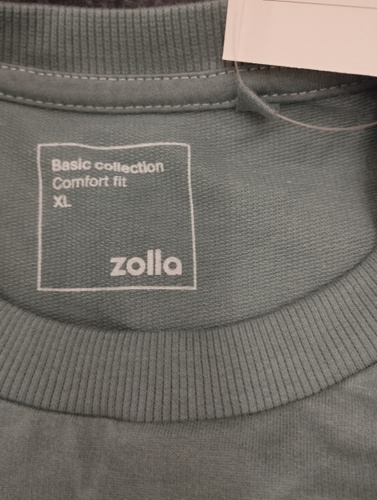 Basic collection
Comfort fit
XL
zolla